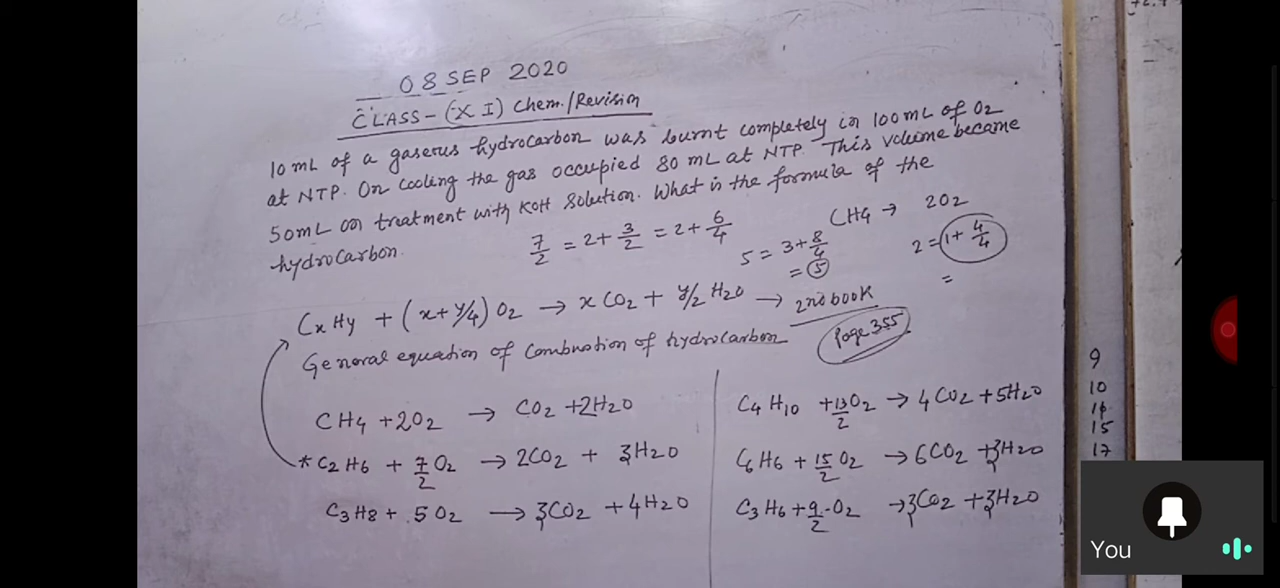 08 SEP 2020
CLASS - (XI) Chem./Revision
10 mL of a gaseous hydrocarbon was burnt completely in 100 mL of O2
at NTP. On cooling the gas occupied 80 mL at NTP. This volume became
50 mL on treatment with KOH Solution. What is the formula of the
hydrocarbon.
7/2 = 2 + 3/2 = 2 + 6/4
5 = 3 + 8/4
= 5
CH4 → 2O2
2 = 1 + 4/4
=
CxHy + (x + y/4) O2 → x CO2 + y/2 H2O → 2nd book
Page 355
General equation of Combustion of hydrocarbon
CH4 + 2O2 → CO2 + 2H2O
* C2H6 + 7/2 O2 → 2CO2 + 3H2O
C3H8 + 5O2 → 3CO2 + 4H2O
C4H10 + 13/2 O2 → 4CO2 + 5H2O
C6H6 + 15/2 O2 → 6CO2 + 3H2O
C3H6 + 9/2 O2 → 3CO2 + 3H2O
9
10
15
17
You